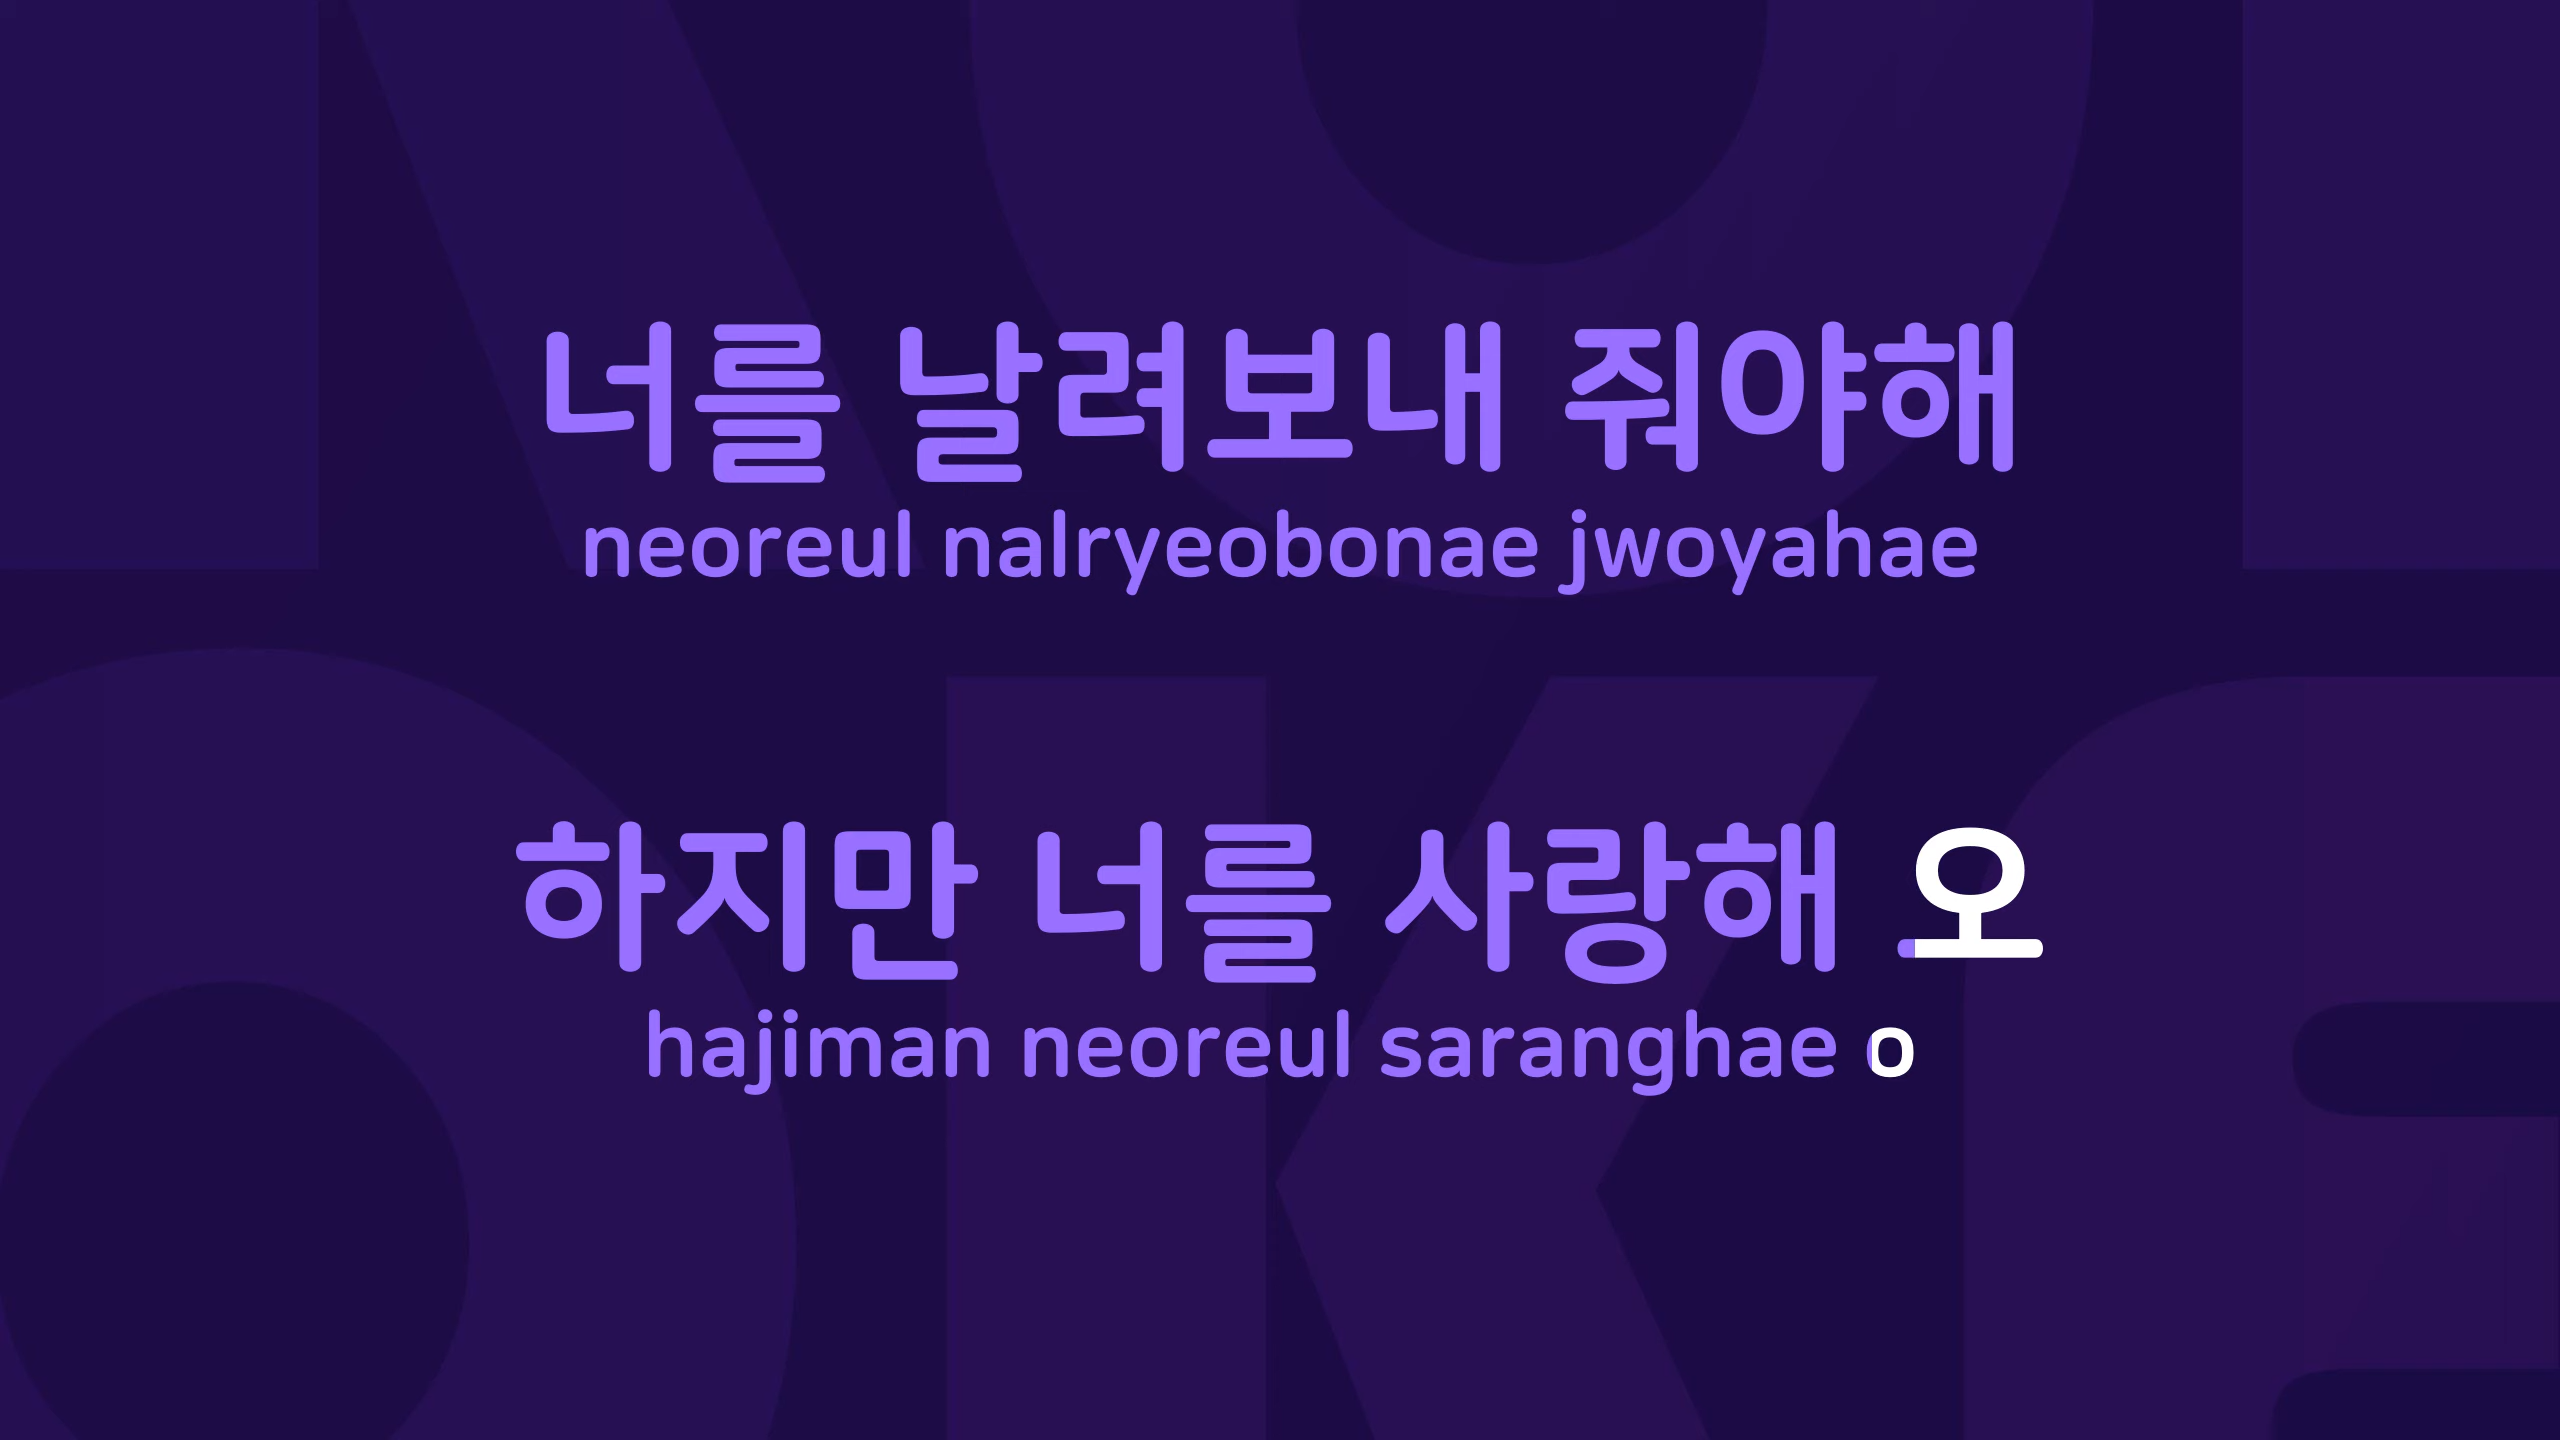 너를 날려보내 줘야해
neoreul nalryeobonae jwoyahae
하지만 너를 사랑해 오
hajiman neoreul saranghae o